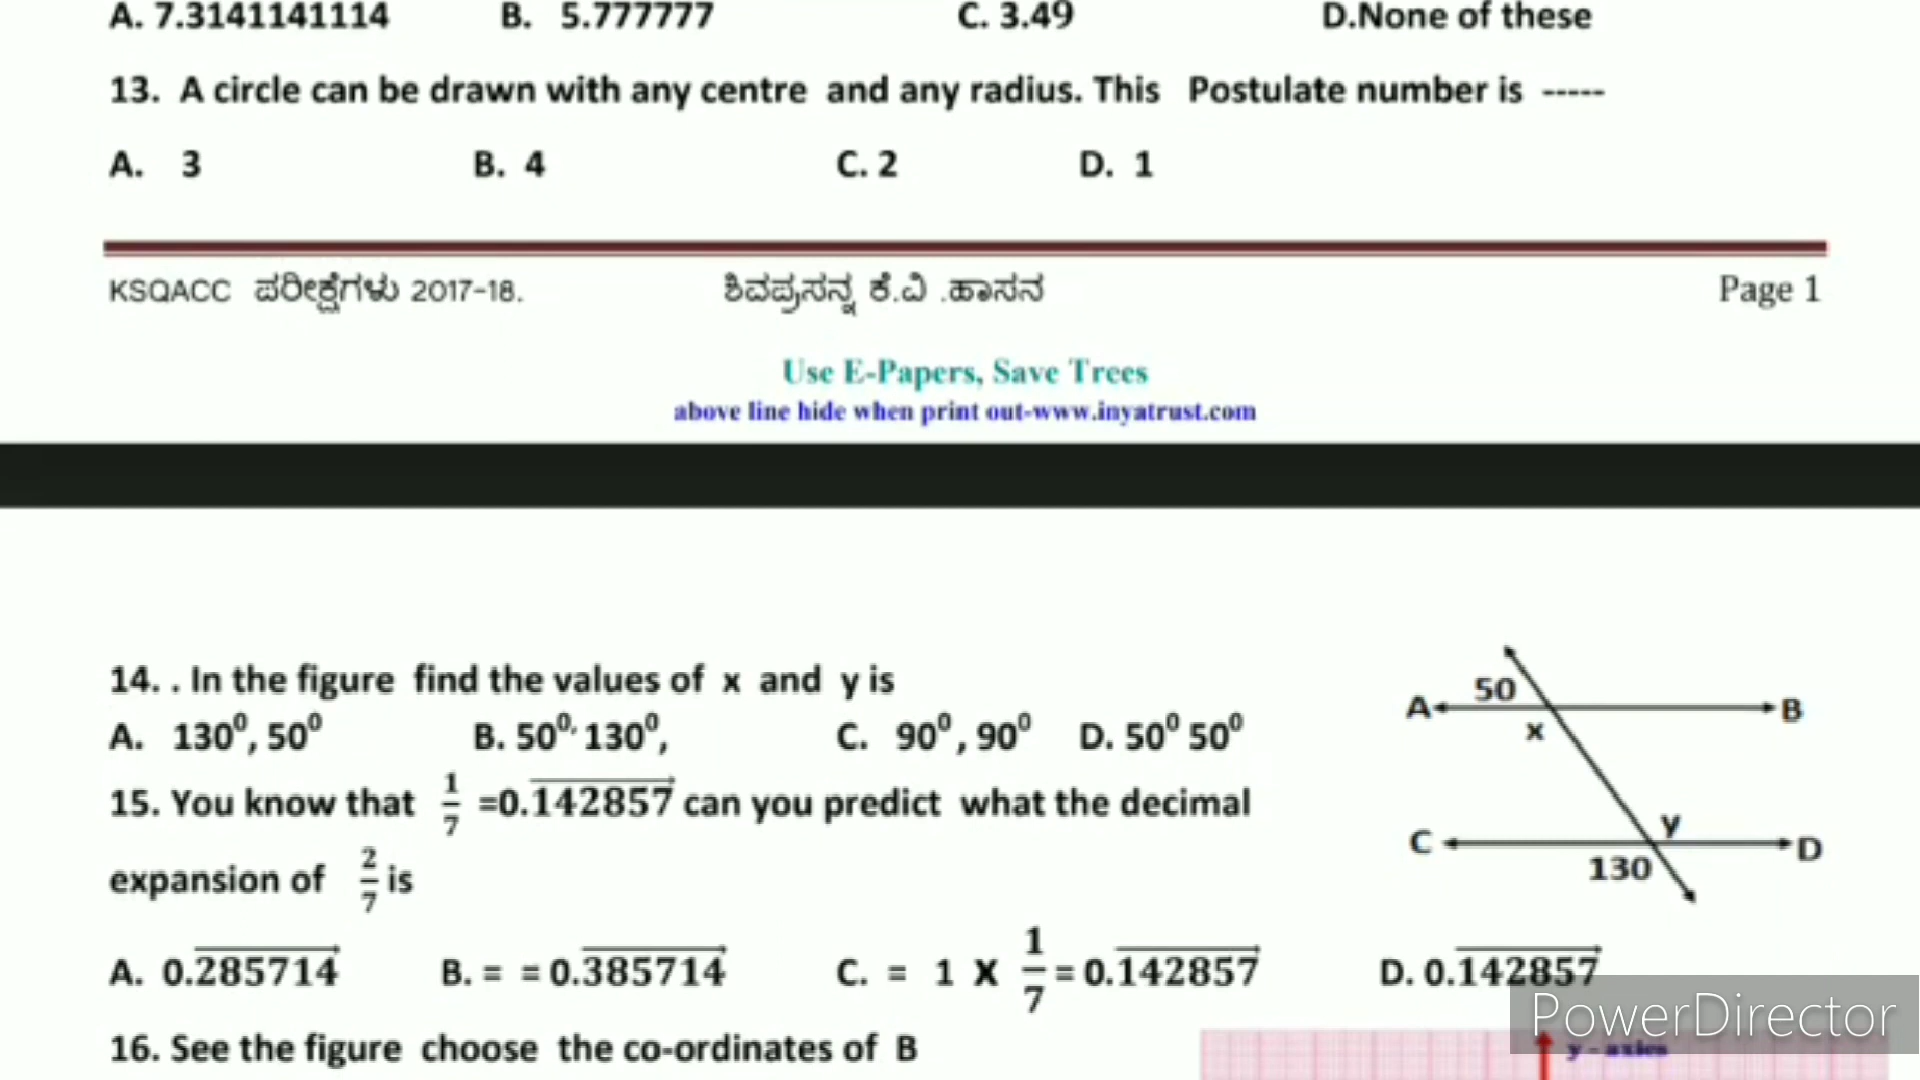 A. 7.3141141114 B. 5.777777 C. 3.49 D.None of these
13. A circle can be drawn with any centre and any radius. This Postulate number is -----
A. 3 B. 4 C. 2 D. 1
KSQACC ಪರೀಕ್ಷೆಗಳು 2017-18. ಶಿವಪ್ರಸನ್ನ ಕೆ.ವಿ .ಹಾಸನ Page 1
Use E-Papers, Save Trees
above line hide when print out-www.inyatrust.com
14. . In the figure find the values of x and y is
A. 130⁰, 50⁰ B. 50⁰, 130⁰, C. 90⁰, 90⁰ D. 50⁰ 50⁰
50
A B
x
y
C D
130
15. You know that 1/7 =0.142857 can you predict what the decimal
expansion of 2/7 is
A. 0.285714 B. = = 0.385714 C. = 1 X 1/7 = 0.142857 D. 0.142857
PowerDirector
16. See the figure choose the co-ordinates of B
y - axies